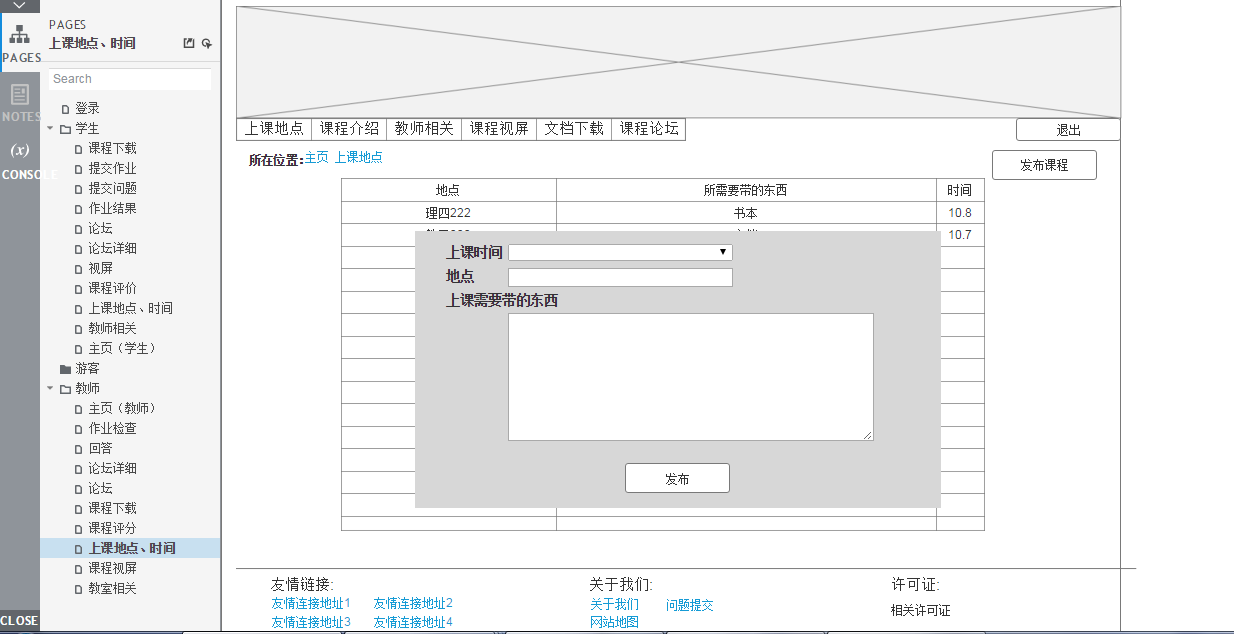 PAGES
上课地点、时间
PAGES
Search
NOTES
(x)
CONSOLE
登录
学生
课程下载
提交作业
提交问题
作业结果
论坛
论坛详细
视屏
课程评价
上课地点、时间
教师相关
主页（学生）
游客
教师
主页（教师）
作业检查
回答
论坛详细
论坛
课程下载
课程评分
上课地点、时间
课程视屏
教室相关
CLOSE
上课地点 课程介绍 教师相关 课程视屏 文档下载 课程论坛
退出
所在位置:主页 上课地点
发布课程
地点 所需要带的东西 时间
理四222 书本 10.8
10.7
上课时间
地点
上课需要带的东西
发布
友情链接: 关于我们: 许可证:
友情连接地址1 友情连接地址2 关于我们 问题提交 相关许可证
友情连接地址3 友情连接地址4 网站地图